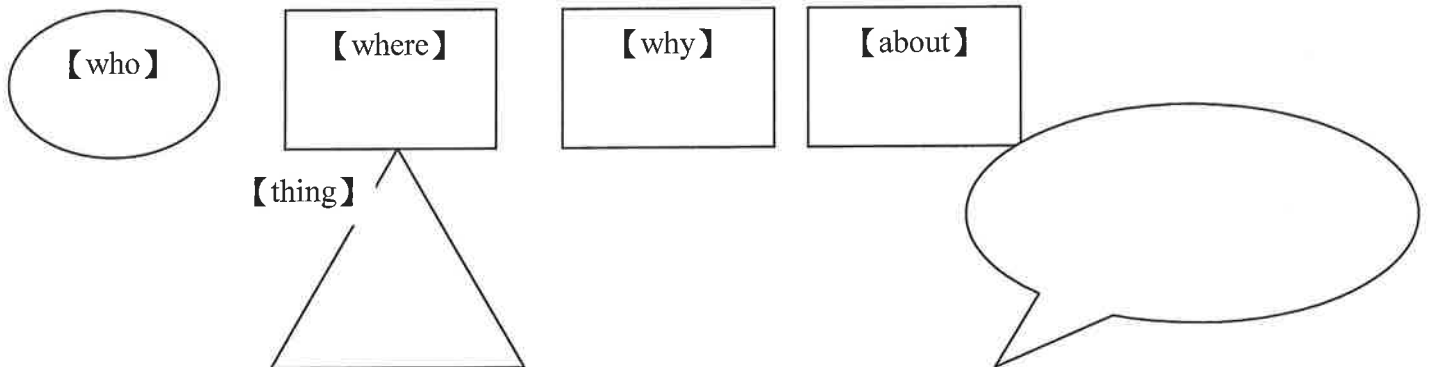 【who】
【where】
【why】
【about】
【thing】